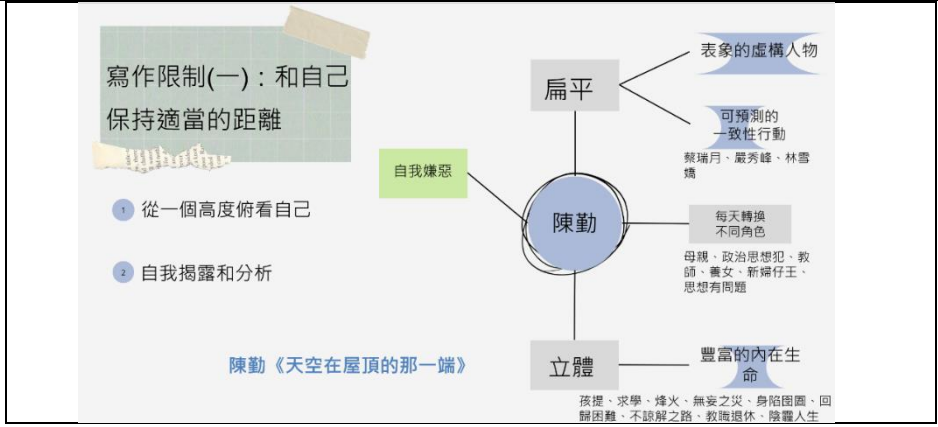 寫作限制(一)：和自己
保持適當的距離
1 從一個高度俯看自己
2 自我揭露和分析
陳勤《天空在屋頂的那一端》
自我嫌惡
陳勤
扁平
表象的虛構人物
可預測的
一致性行動
蔡瑞月、嚴秀峰、林雪
嬌
每天轉換
不同角色
母親、政治思想犯、教
師、養女、新婦仔王、
思想有問題
立體
豐富的內在生
命
孩提、求學、烽火、無妄之災、身陷囹圄、回
歸困難、不諒解之路、教職退休、陰霾人生